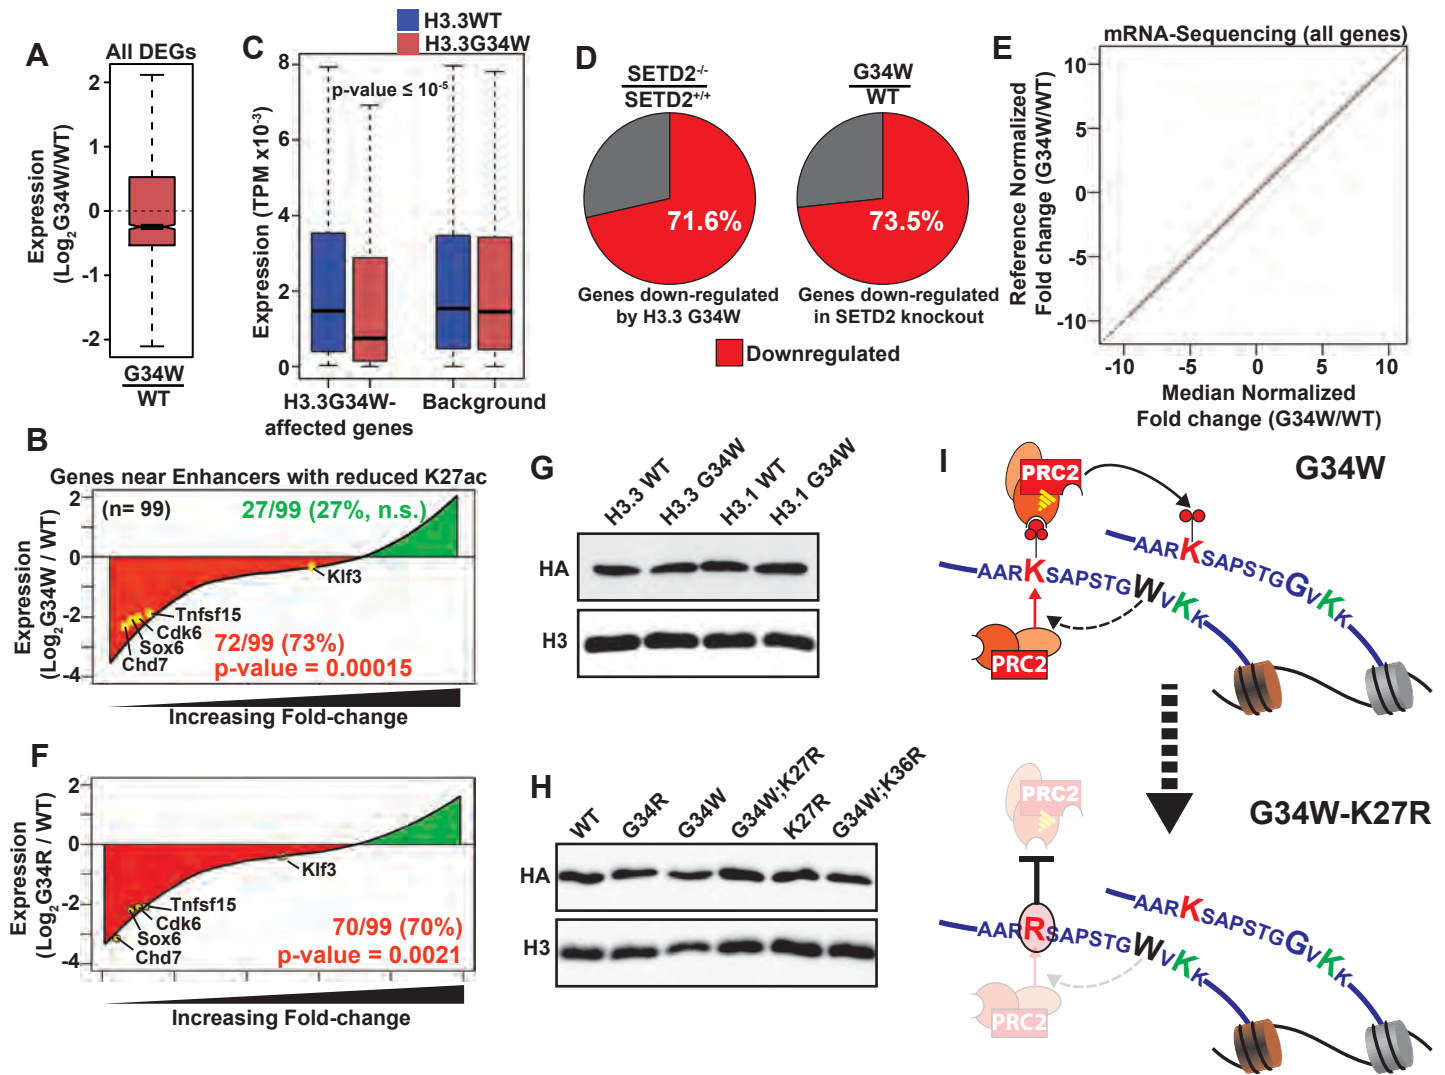 A
All DEGs
Expression
(Log2G34W/WT)
2
1
0
-1
-2
G34W
WT
C
H3.3WT
H3.3G34W
p-value ≤ 10-5
Expression (TPM x10-3)
8
6
4
2
0
H3.3G34W-
affected genes
Background
D
SETD2-/-
SETD2+/+
G34W
WT
71.6%
73.5%
Genes down-regulated
by H3.3 G34W
Genes down-regulated
in SETD2 knockout
Downregulated
E
mRNA-Sequencing (all genes)
Reference Normalized
Fold change (G34W/WT)
10
5
0
-5
-10
-10
-5
0
5
10
Median Normalized
Fold change (G34W/WT)
B
Genes near Enhancers with reduced K27ac
Expression
(Log2G34W / WT)
2
0
-2
-4
(n= 99)
27/99 (27%, n.s.)
Klf3
Tnfsf15
Cdk6
Sox6
Chd7
72/99 (73%)
p-value = 0.00015
Increasing Fold-change
F
Expression
(Log2G34R / WT)
2
0
-2
-4
Klf3
Tnfsf15
Cdk6
Sox6
Chd7
70/99 (70%)
p-value = 0.0021
Increasing Fold-change
G
H3.3 WT
H3.3 G34W
H3.1 WT
H3.1 G34W
HA
H3
H
WT
G34R
G34W
G34W;K27R
K27R
G34W;K36R
HA
H3
I
G34W
PRC2
AARKSAPSTGGVKK
AARKSAPSTGWVKK
PRC2
G34W-K27R
PRC2
AARKSAPSTGGVKK
AARRSAPSTGWVKK
PRC2